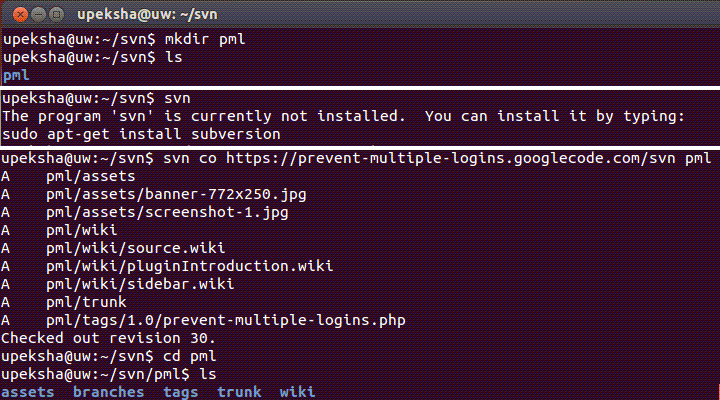 upeksha@uw: ~/svn
upeksha@uw:~/svn$ mkdir pml
upeksha@uw:~/svn$ ls
pml
upeksha@uw:~/svn$ svn
The program 'svn' is currently not installed.  You can install it by typing:
sudo apt-get install subversion
upeksha@uw:~/svn$ svn co https://prevent-multiple-logins.googlecode.com/svn pml
A    pml/assets
A    pml/assets/banner-772x250.jpg
A    pml/assets/screenshot-1.jpg
A    pml/wiki
A    pml/wiki/source.wiki
A    pml/wiki/pluginIntroduction.wiki
A    pml/wiki/sidebar.wiki
A    pml/trunk
A    pml/tags/1.0/prevent-multiple-logins.php
Checked out revision 30.
upeksha@uw:~/svn$ cd pml
upeksha@uw:~/svn/pml$ ls
assets  branches  tags  trunk  wiki